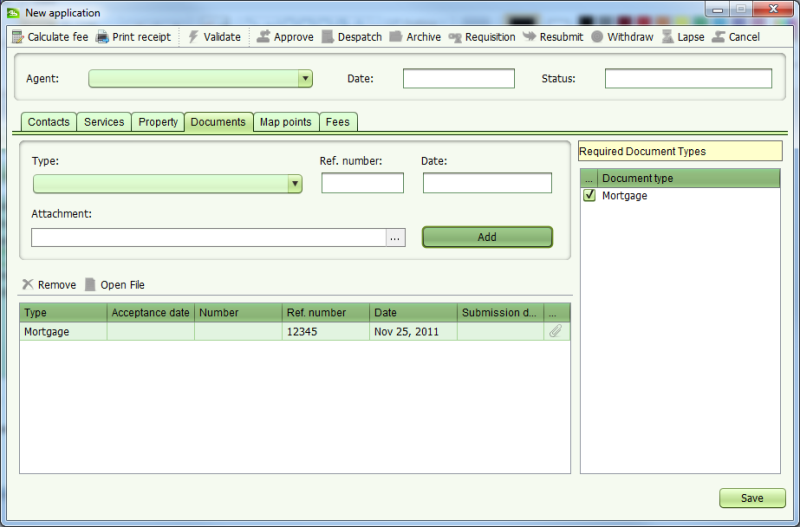 New application
Calculate fee Print receipt Validate Approve Despatch Archive Requisition Resubmit Withdraw Lapse Cancel
Agent: Date: Status:
Contacts Services Property Documents Map points Fees
Type: Ref. number: Date:
Required Document Types
... Document type
Mortgage
Attachment:
... Add
Remove Open File
Type Acceptance date Number Ref. number Date Submission d... ...
Mortgage 12345 Nov 25, 2011
Save